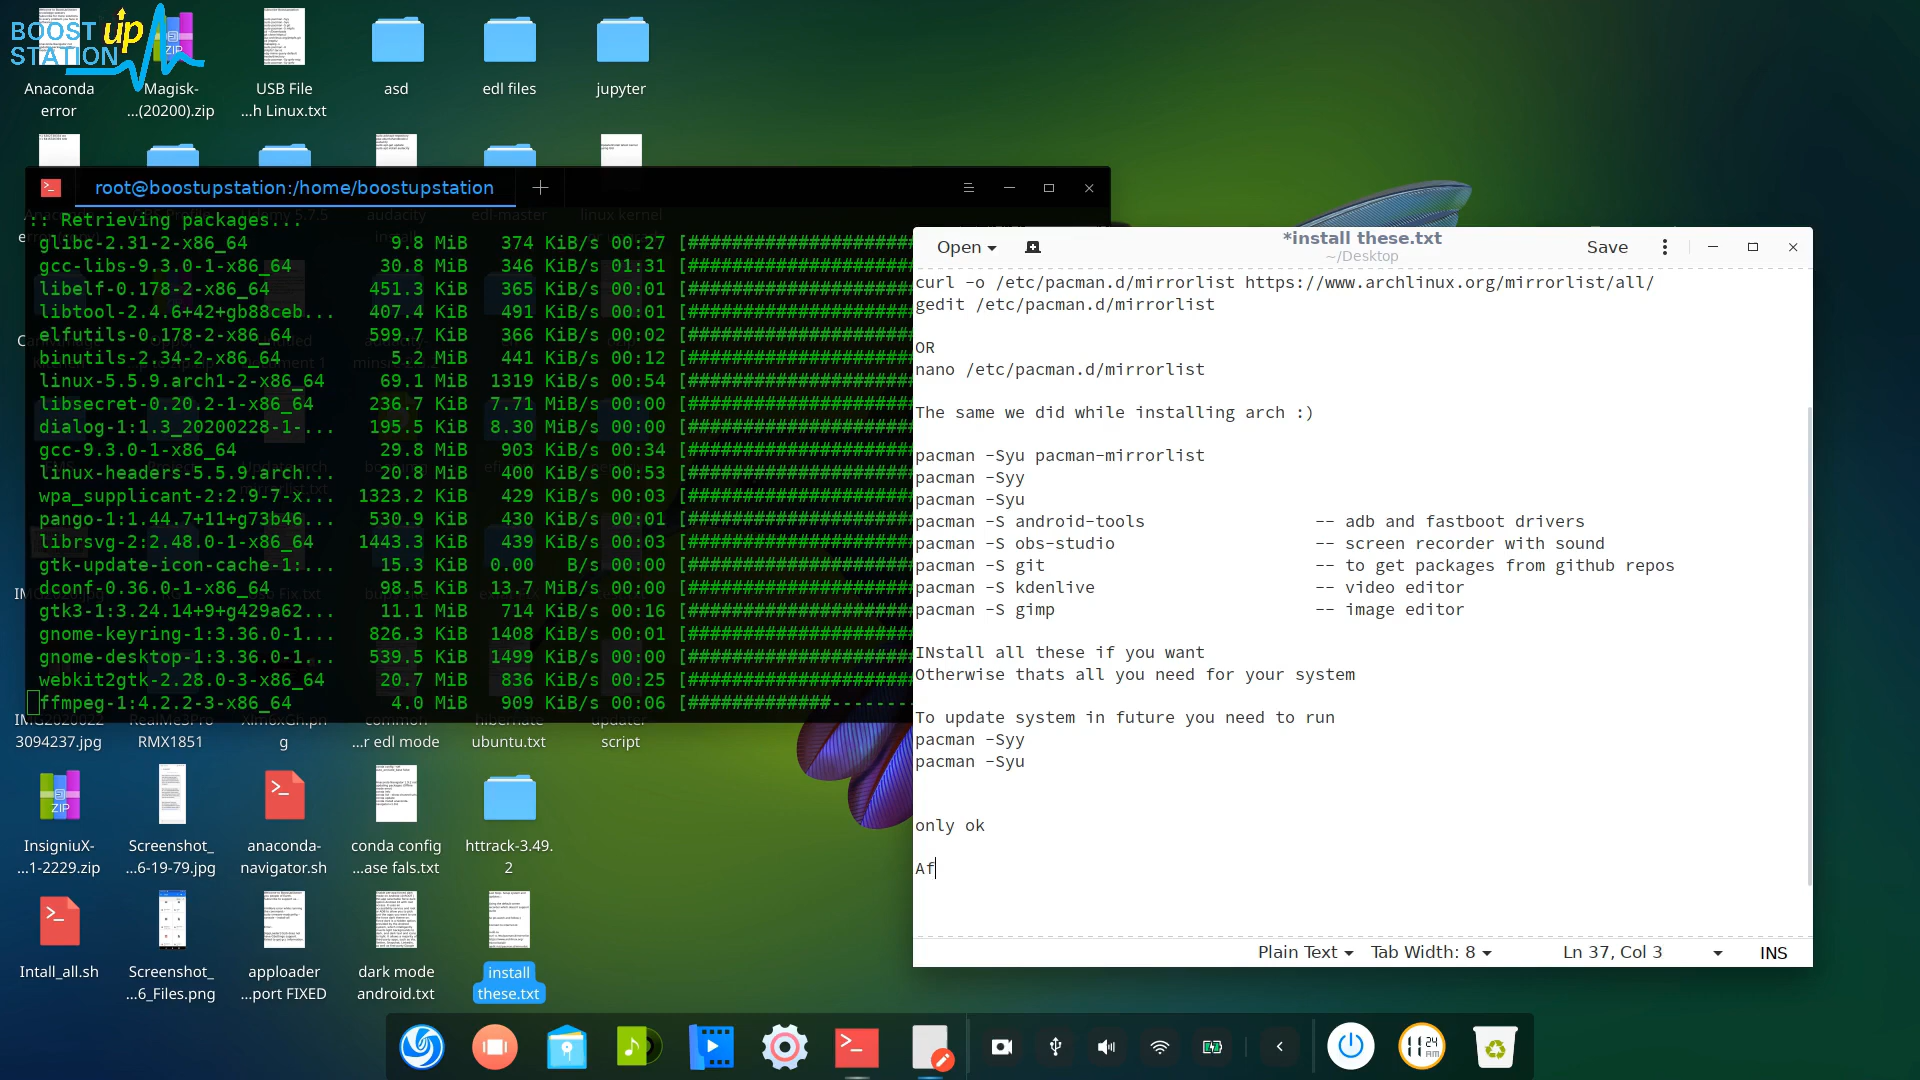 BOOST up
STATION
Anaconda
error
Magisk-
...(20200).zip
USB File
...h Linux.txt
asd
edl files
jupyter
root@boostupstation:/home/boostupstation
:: Retrieving packages...
glibc-2.31-2-x86_64 9.8 MiB 374 KiB/s 00:27 [######################
gcc-libs-9.3.0-1-x86_64 30.8 MiB 346 KiB/s 01:31 [######################
libelf-0.178-2-x86_64 451.3 KiB 365 KiB/s 00:01 [######################
libtool-2.4.6+42+gb88ceb... 407.4 KiB 491 KiB/s 00:01 [######################
elfutils-0.178-2-x86_64 599.7 KiB 366 KiB/s 00:02 [######################
binutils-2.34-2-x86_64 5.2 MiB 441 KiB/s 00:12 [######################
linux-5.5.9.arch1-2-x86_64 69.1 MiB 1319 KiB/s 00:54 [######################
libsecret-0.20.2-1-x86_64 236.7 KiB 7.71 MiB/s 00:00 [######################
dialog-1:1.3_20200228-1-... 195.5 KiB 8.30 MiB/s 00:00 [######################
gcc-9.3.0-1-x86_64 29.8 MiB 903 KiB/s 00:34 [######################
linux-headers-5.5.9.arch... 20.8 MiB 400 KiB/s 00:53 [######################
wpa_supplicant-2:2.9-7-x... 1323.2 KiB 429 KiB/s 00:03 [######################
pango-1:1.44.7+11+g73b46... 530.9 KiB 430 KiB/s 00:01 [######################
librsvg-2:2.48.0-1-x86_64 1443.3 KiB 439 KiB/s 00:03 [######################
gtk-update-icon-cache-1:... 15.3 KiB 0.00 B/s 00:00 [######################
dconf-0.36.0-1-x86_64 98.5 KiB 13.7 MiB/s 00:00 [######################
gtk3-1:3.24.14+9+g429a62... 11.1 MiB 714 KiB/s 00:16 [######################
gnome-keyring-1:3.36.0-1... 826.3 KiB 1408 KiB/s 00:01 [######################
gnome-desktop-1:3.36.0-1... 539.5 KiB 1499 KiB/s 00:00 [######################
webkit2gtk-2.28.0-3-x86_64 20.7 MiB 836 KiB/s 00:25 [######################
ffmpeg-1:4.2.2-3-x86_64 4.0 MiB 909 KiB/s 00:06 [#############--------
Open
*install these.txt
~/Desktop
Save
curl -o /etc/pacman.d/mirrorlist https://www.archlinux.org/mirrorlist/all/
gedit /etc/pacman.d/mirrorlist
OR
nano /etc/pacman.d/mirrorlist
The same we did while installing arch :)
pacman -Syu pacman-mirrorlist
pacman -Syy
pacman -Syu
pacman -S android-tools -- adb and fastboot drivers
pacman -S obs-studio -- screen recorder with sound
pacman -S git -- to get packages from github repos
pacman -S kdenlive -- video editor
pacman -S gimp -- image editor
INstall all these if you want
Otherwise thats all you need for your system
To update system in future you need to run
pacman -Syy
pacman -Syu
only ok
Af
Plain Text Tab Width: 8 Ln 37, Col 3 INS
3094237.jpg
RealMe3Pro
RMX1851
common
...r edl mode
hibernate
ubuntu.txt
updater
script
InsigniuX-
...1-2229.zip
Screenshot_
...6-19-79.jpg
anaconda-
navigator.sh
conda config
...ase fals.txt
httrack-3.49.
2
Intall_all.sh
Screenshot_
...6_Files.png
apploader
...port FIXED
dark mode
android.txt
install
these.txt
11 24
AM